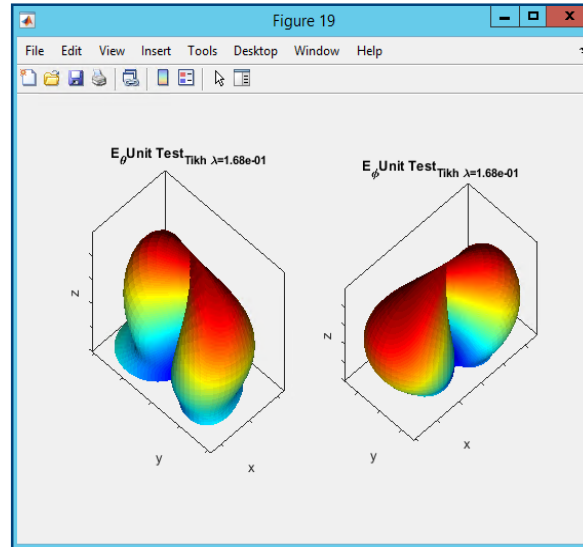 Figure 19
File Edit View Insert Tools Desktop Window Help
EθUnit TestTikh λ=1.68e-01
EϕUnit TestTikh λ=1.68e-01
z
y
x
z
y
x